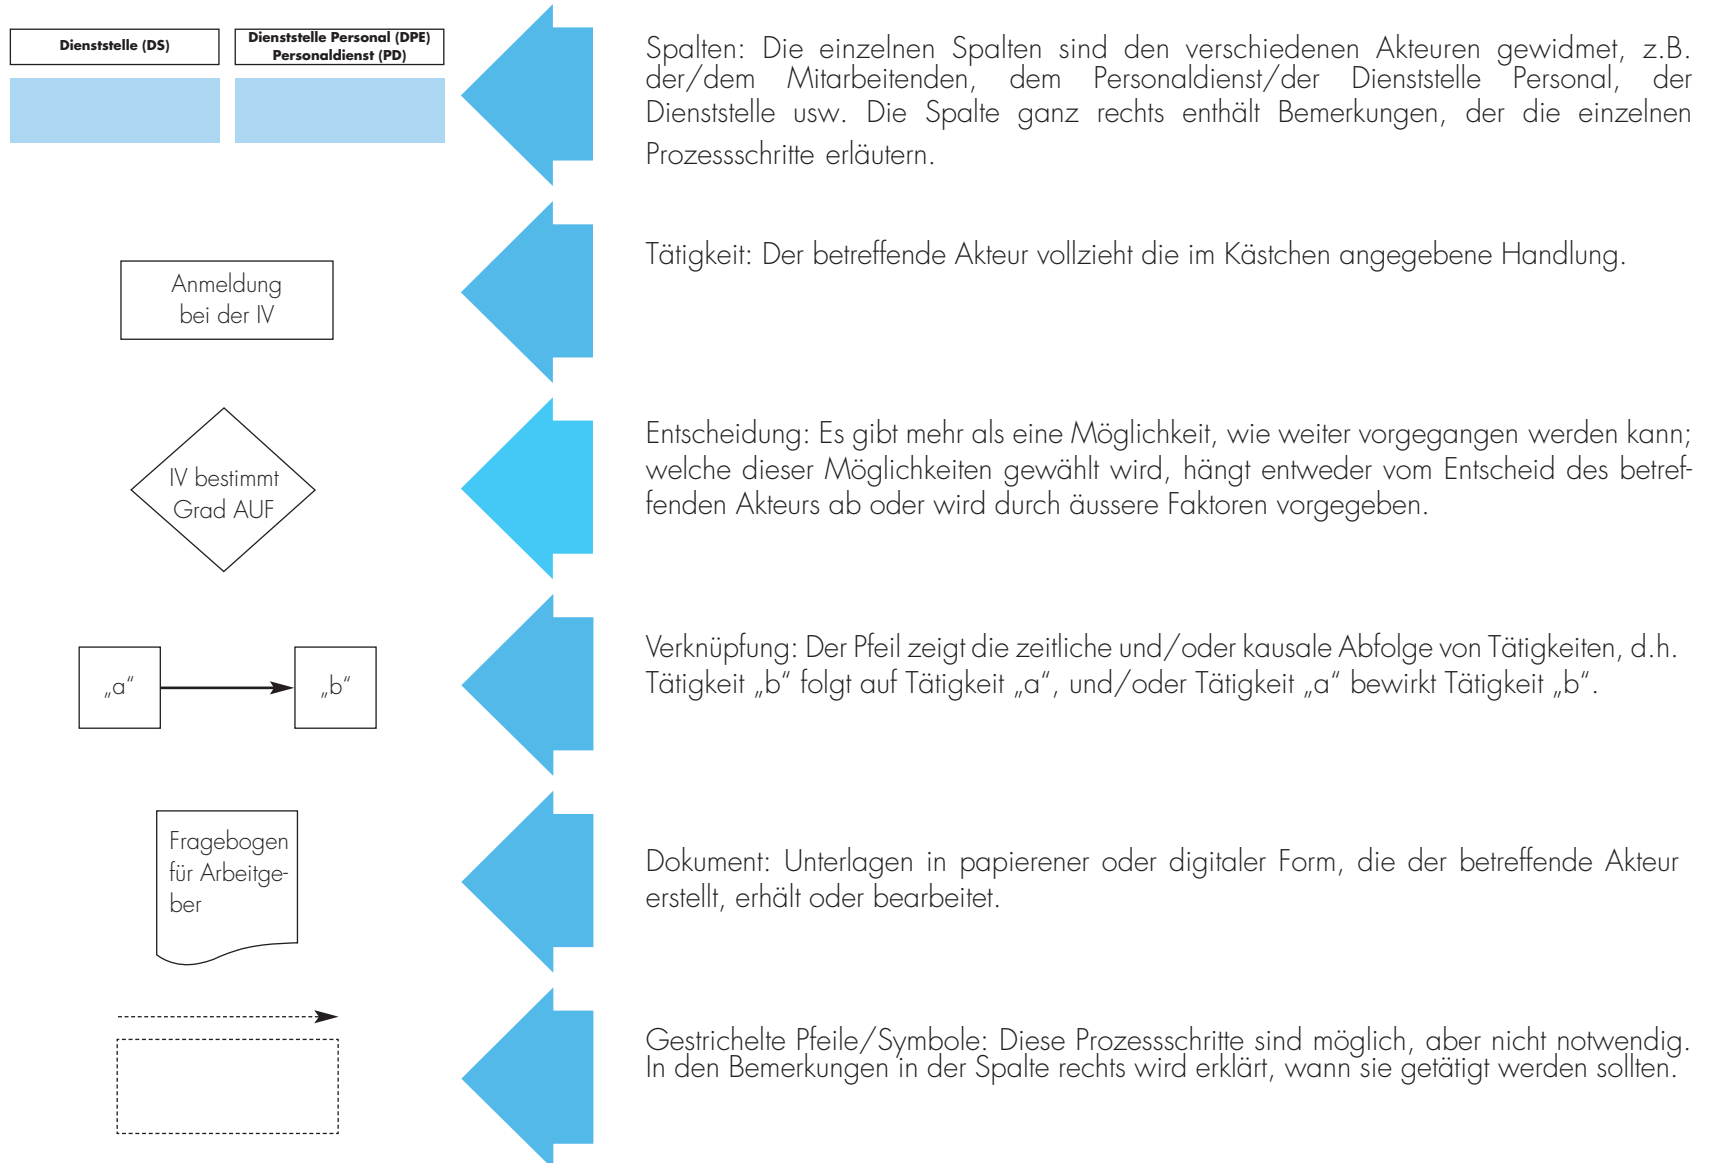 Dienststelle (DS)
Dienststelle Personal (DPE)
Personaldienst (PD)
Spalten: Die einzelnen Spalten sind den verschiedenen Akteuren gewidmet, z.B.
der/dem Mitarbeitenden, dem Personaldienst/der Dienststelle Personal, der
Dienststelle usw. Die Spalte ganz rechts enthält Bemerkungen, der die einzelnen
Prozessschritte erläutern.
Anmeldung
bei der IV
Tätigkeit: Der betreffende Akteur vollzieht die im Kästchen angegebene Handlung.
IV bestimmt
Grad AUF
Entscheidung: Es gibt mehr als eine Möglichkeit, wie weiter vorgegangen werden kann;
welche dieser Möglichkeiten gewählt wird, hängt entweder vom Entscheid des betref-
fenden Akteurs ab oder wird durch äussere Faktoren vorgegeben.
„a“
„b“
Verknüpfung: Der Pfeil zeigt die zeitliche und/oder kausale Abfolge von Tätigkeiten, d.h.
Tätigkeit „b“ folgt auf Tätigkeit „a“, und/oder Tätigkeit „a“ bewirkt Tätigkeit „b“.
Fragebogen
für Arbeitge-
ber
Dokument: Unterlagen in papierener oder digitaler Form, die der betreffende Akteur
erstellt, erhält oder bearbeitet.
Gestrichelte Pfeile/Symbole: Diese Prozessschritte sind möglich, aber nicht notwendig.
In den Bemerkungen in der Spalte rechts wird erklärt, wann sie getätigt werden sollten.